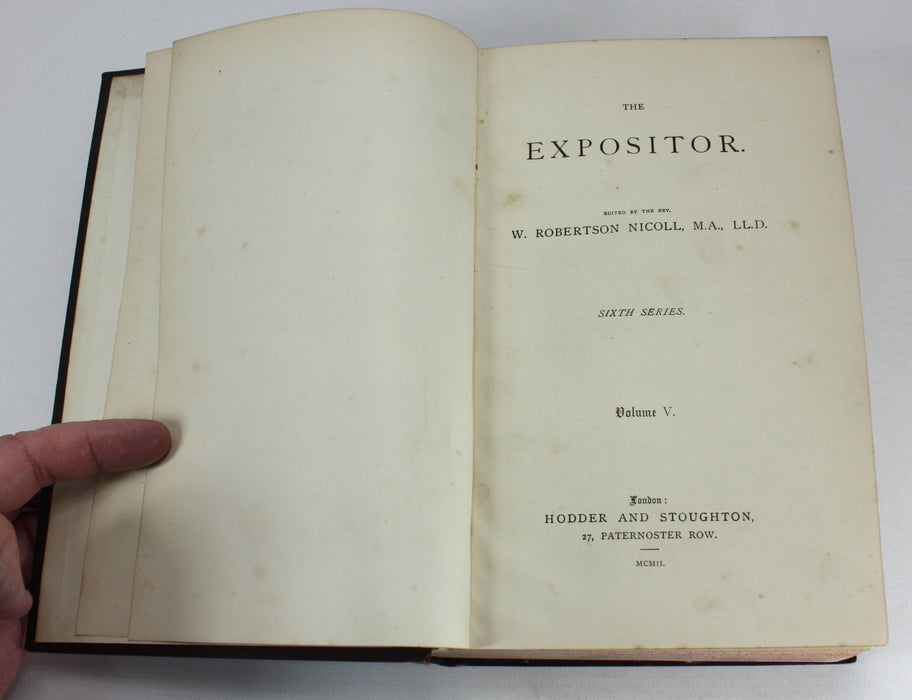 THE
EXPOSITOR.
EDITED BY THE REV.
W. ROBERTSON NICOLL, M.A., LL.D.
SIXTH SERIES.
Volume V.
London:
HODDER AND STOUGHTON,
27, PATERNOSTER ROW.
MCMII.